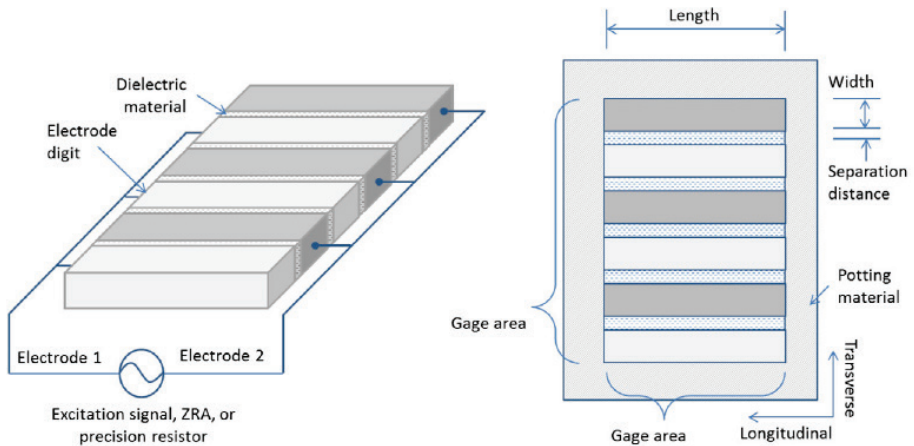 Dielectric
material
Electrode
digit
Electrode 1
Electrode 2
Excitation signal, ZRA, or
precision resistor
Length
Width
Separation
distance
Potting
material
Gage area
Gage area
Transverse
Longitudinal